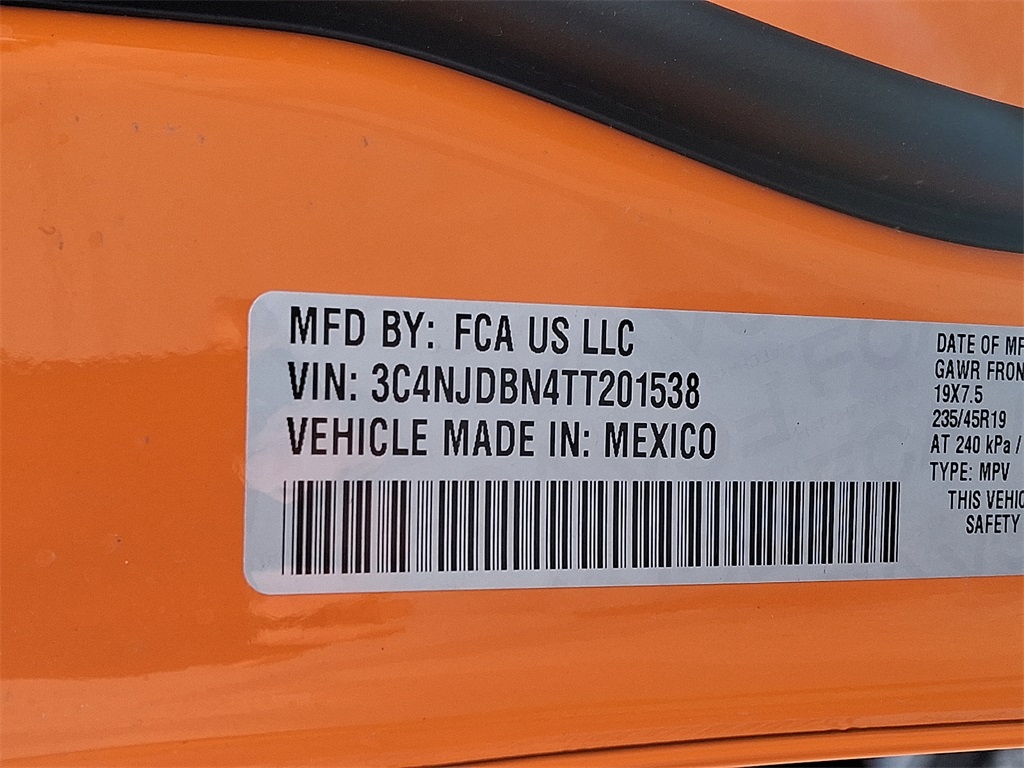 MFD BY: FCA US LLC
VIN: 3C4NJDBN4TT201538
VEHICLE MADE IN: MEXICO
DATE OF MF
GAWR FRON
19X7.5
235/45R19
AT 240 kPa /
TYPE: MPV
THIS VEHIC
SAFETY